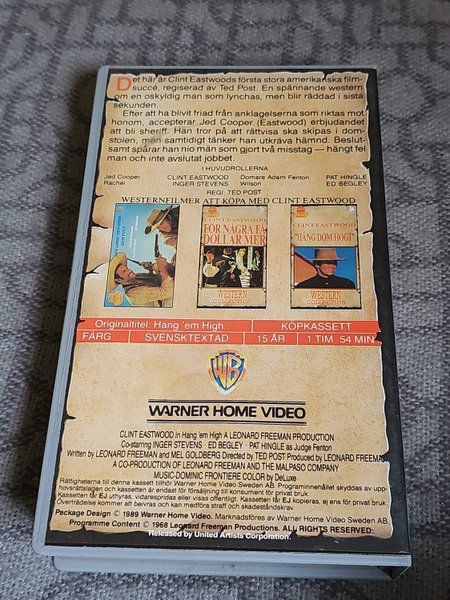 Det här är Clint Eastwoods första stora amerikanska film-
succé, regiserad av Ted Post. En spännande western
om en oskyldig man som lynchas, men blir räddad i sista
sekunden.
Efter att ha blivit friad från anklagelserna som riktas mot
honom, accepterar Jed Cooper (Eastwood) erbjudandet
att bli sheriff. Han tror på att rättvisa ska skipas i dom-
stolen, men samtidigt tänker han utkräva hämnd. Beslut-
samt spårar han nio män som gjort två misstag – hängt fel
man och inte avslutat jobbet.
I HUVUDROLLERNA
Jed Cooper CLINT EASTWOOD Domare Adam Fenton PAT HINGLE
Rachel INGER STEVENS Wilson ED BEGLEY
REGI: TED POST
WESTERNFILMER ATT KÖPA MED CLINT EASTWOOD
CLINT EASTWOOD
FÖR NÅGRA FÅ
DOLLAR MER
WESTERN
COLLECTION
CLINT EASTWOOD
"HÄNG DOM HÖGT"
WESTERN
COLLECTION
Originaltitel: Hang 'em High KÖPKASSETT
FÄRG SVENSKTEXTAD 15 ÅR 1 TIM 54 MIN
WB
WARNER HOME VIDEO
CLINT EASTWOOD in Hang 'em High A LEONARD FREEMAN PRODUCTION
Co-starring INGER STEVENS · ED BEGLEY · PAT HINGLE as Judge Fenton
Written by LEONARD FREEMAN and MEL GOLDBERG Directed by TED POST Produced by LEONARD FREEMAN
A CO-PRODUCTION OF LEONARD FREEMAN and THE MALPASO COMPANY
MUSIC-DOMINIC FRONTIERE COLOR by DeLuxe
Rättigheterna till denna kassett tillhör Warner Home Video Sweden AB. Programinnehållet skyddas av upp-
hovsrättslagen och kassetten är endast för försäljning till konsument för privat bruk.
Kassetten får EJ uthyras, vidarespridas eller visas offentligt. Kassetten får EJ kopieras, ej ens för privat bruk.
Överträdelse kommer att beivras och kan medföra straff och skadeståndskrav
Package Design © 1989 Warner Home Video. Marknadsföres av Warner Home Video Sweden AB.
Programme Content © 1968 Leonard Freeman Productions. ALL RIGHTS RESERVED.
Released by United Artists Corporation.